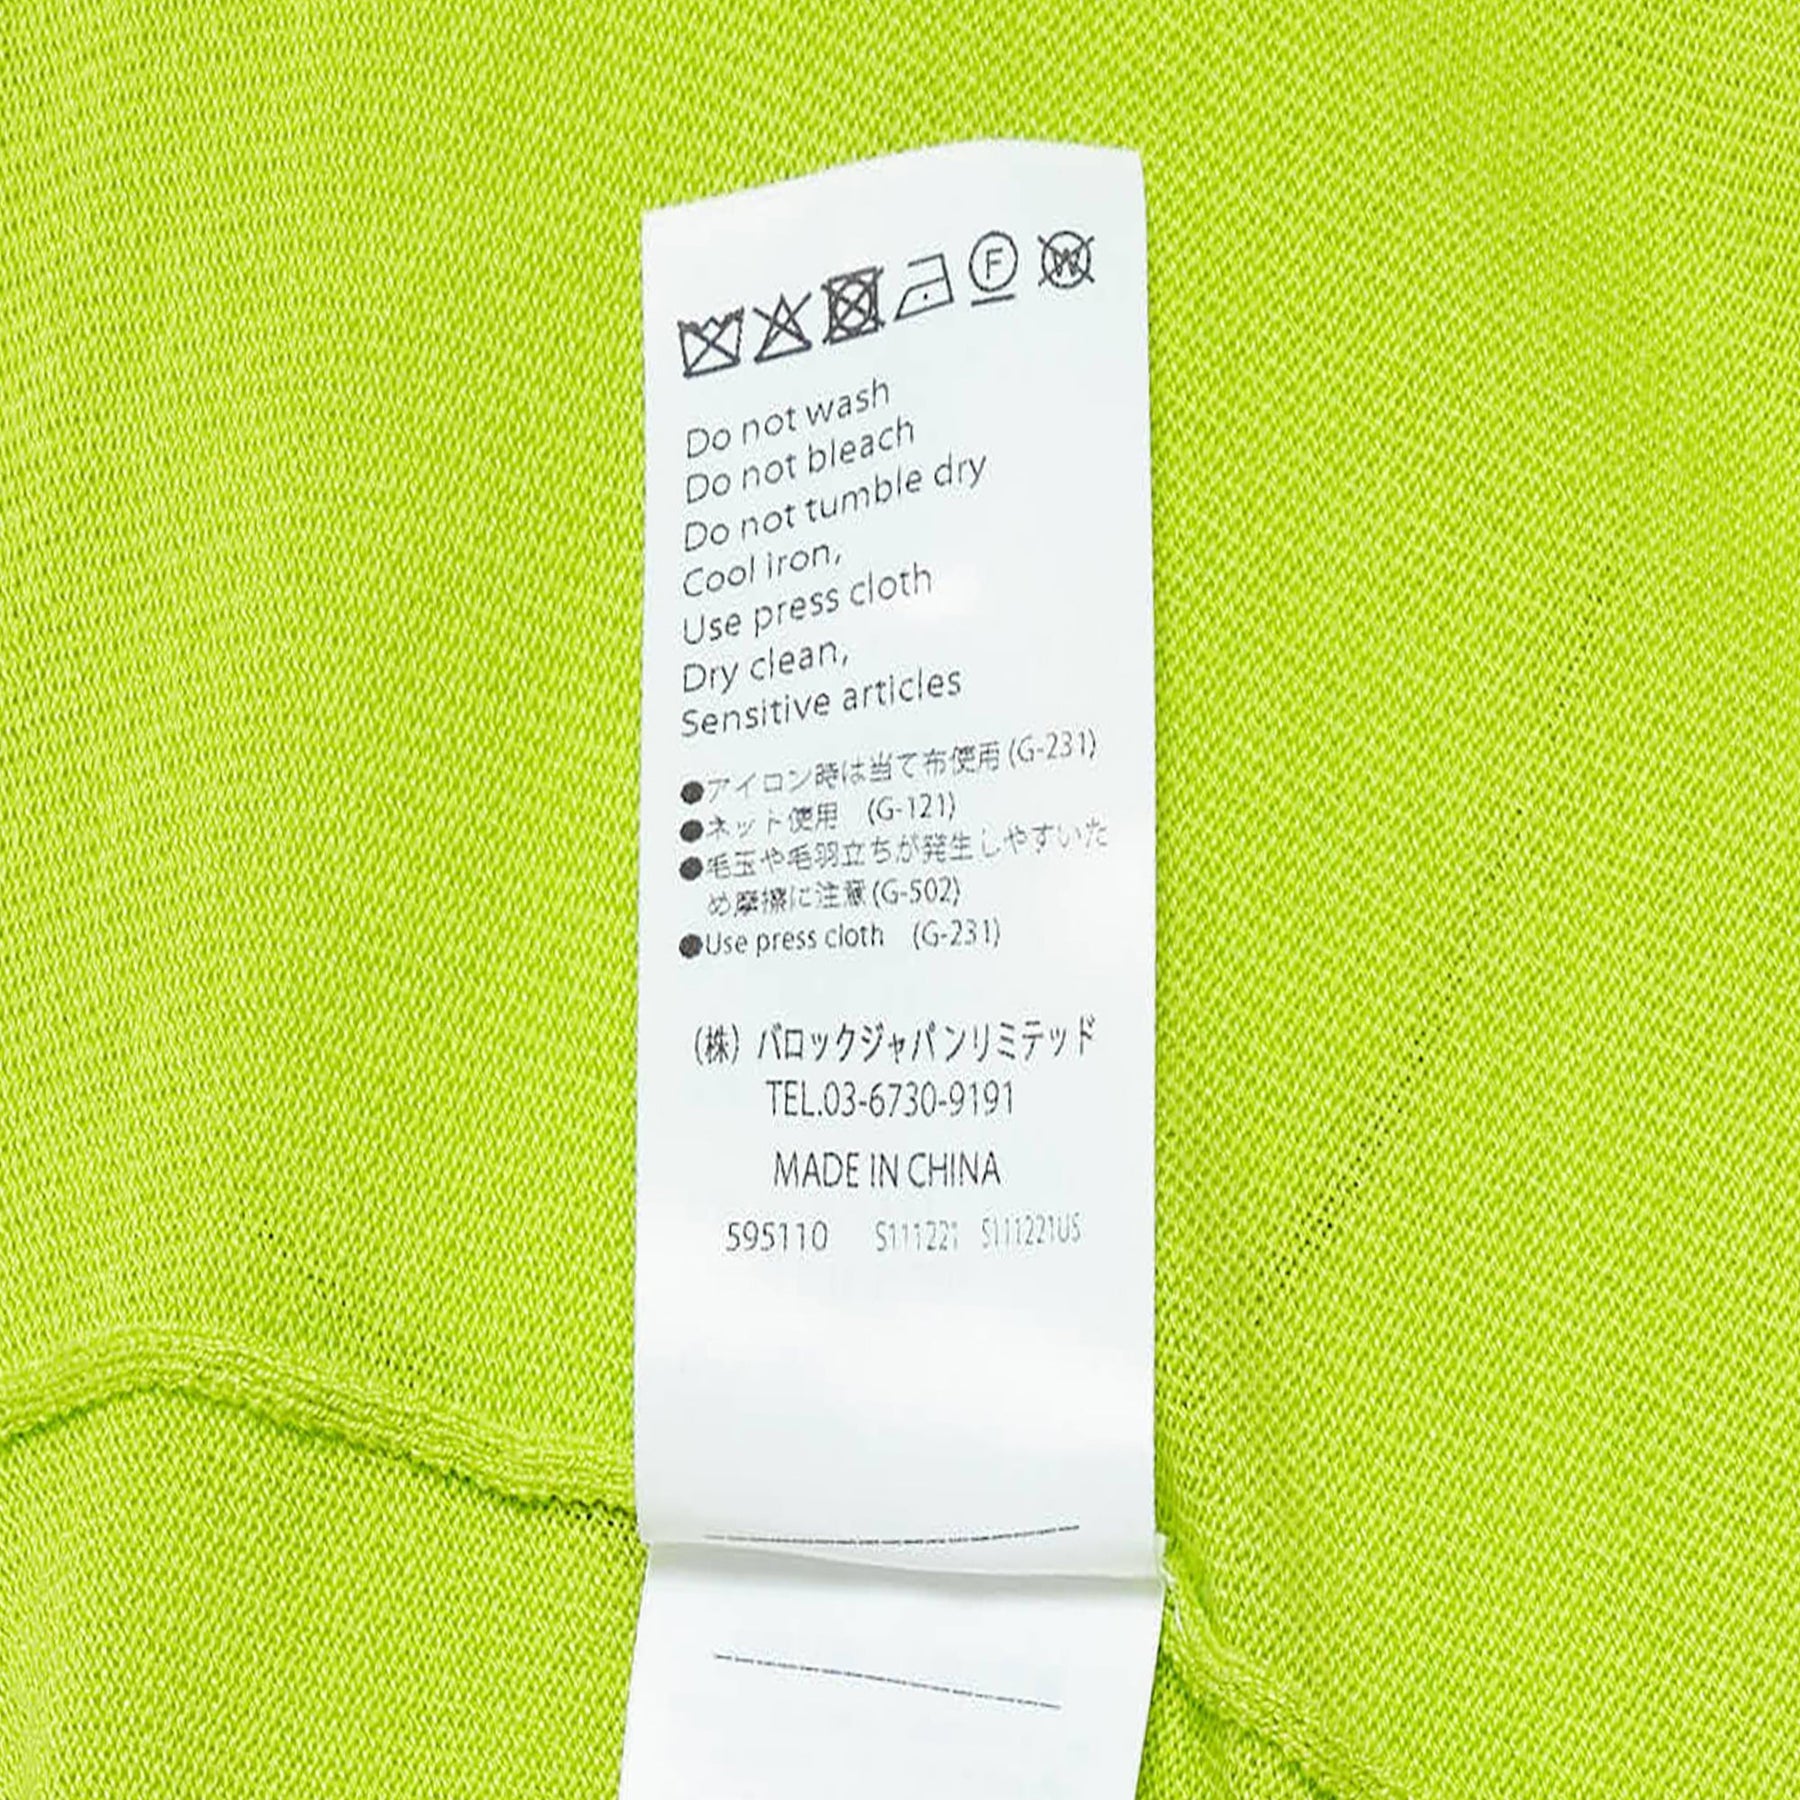 F W
Do not wash
Do not bleach
Do not tumble dry
Cool iron,
Use press cloth
Dry clean,
Sensitive articles
●アイロン時は当て布使用(G-231)
●ネット使用 (G-121)
●毛玉や毛羽立ちが発生しやすいた
め摩擦に注意(G-502)
●Use press cloth (G-231)
(株) バロックジャパンリミテッド
TEL.03-6730-9191
MADE IN CHINA
595110 S111221 S111221US